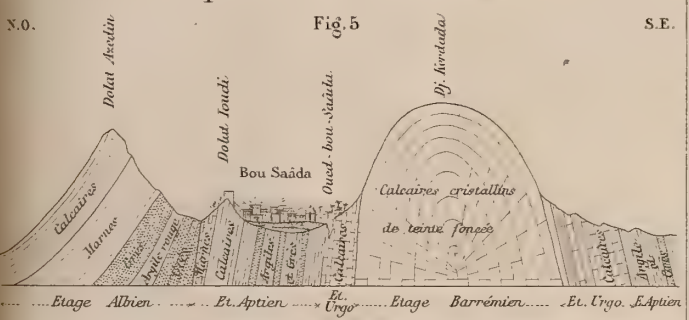 N.O.
Fig. 5
S.E.
Dolat Azedin
Dolat Ioudi
Oued-bou-Saâda
Dj. Kerdada
Bou Saâda
Calcaires
Marnes
Grès
Argile rouge
Marnes
Calcaires
Argiles
et grès
Calcaires
Calcaires cristallins
de teinte foncée
Calcaires
Argile
et
Grès
Etage Albien
Et. Aptien
Et.
Urgo
Etage Barrémien
Et. Urgo.
E. Aptien